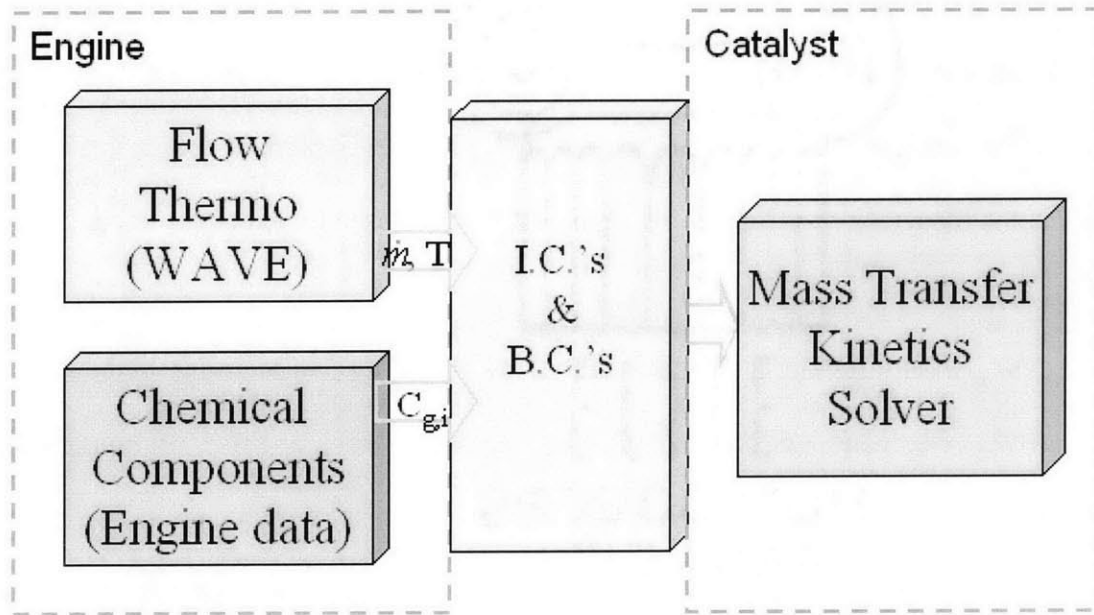 Engine
Flow
Thermo
(WAVE)
ṁ, T
Chemical
Components
(Engine data)
C_g,i
I.C.'s
&
B.C.'s
Catalyst
Mass Transfer
Kinetics
Solver